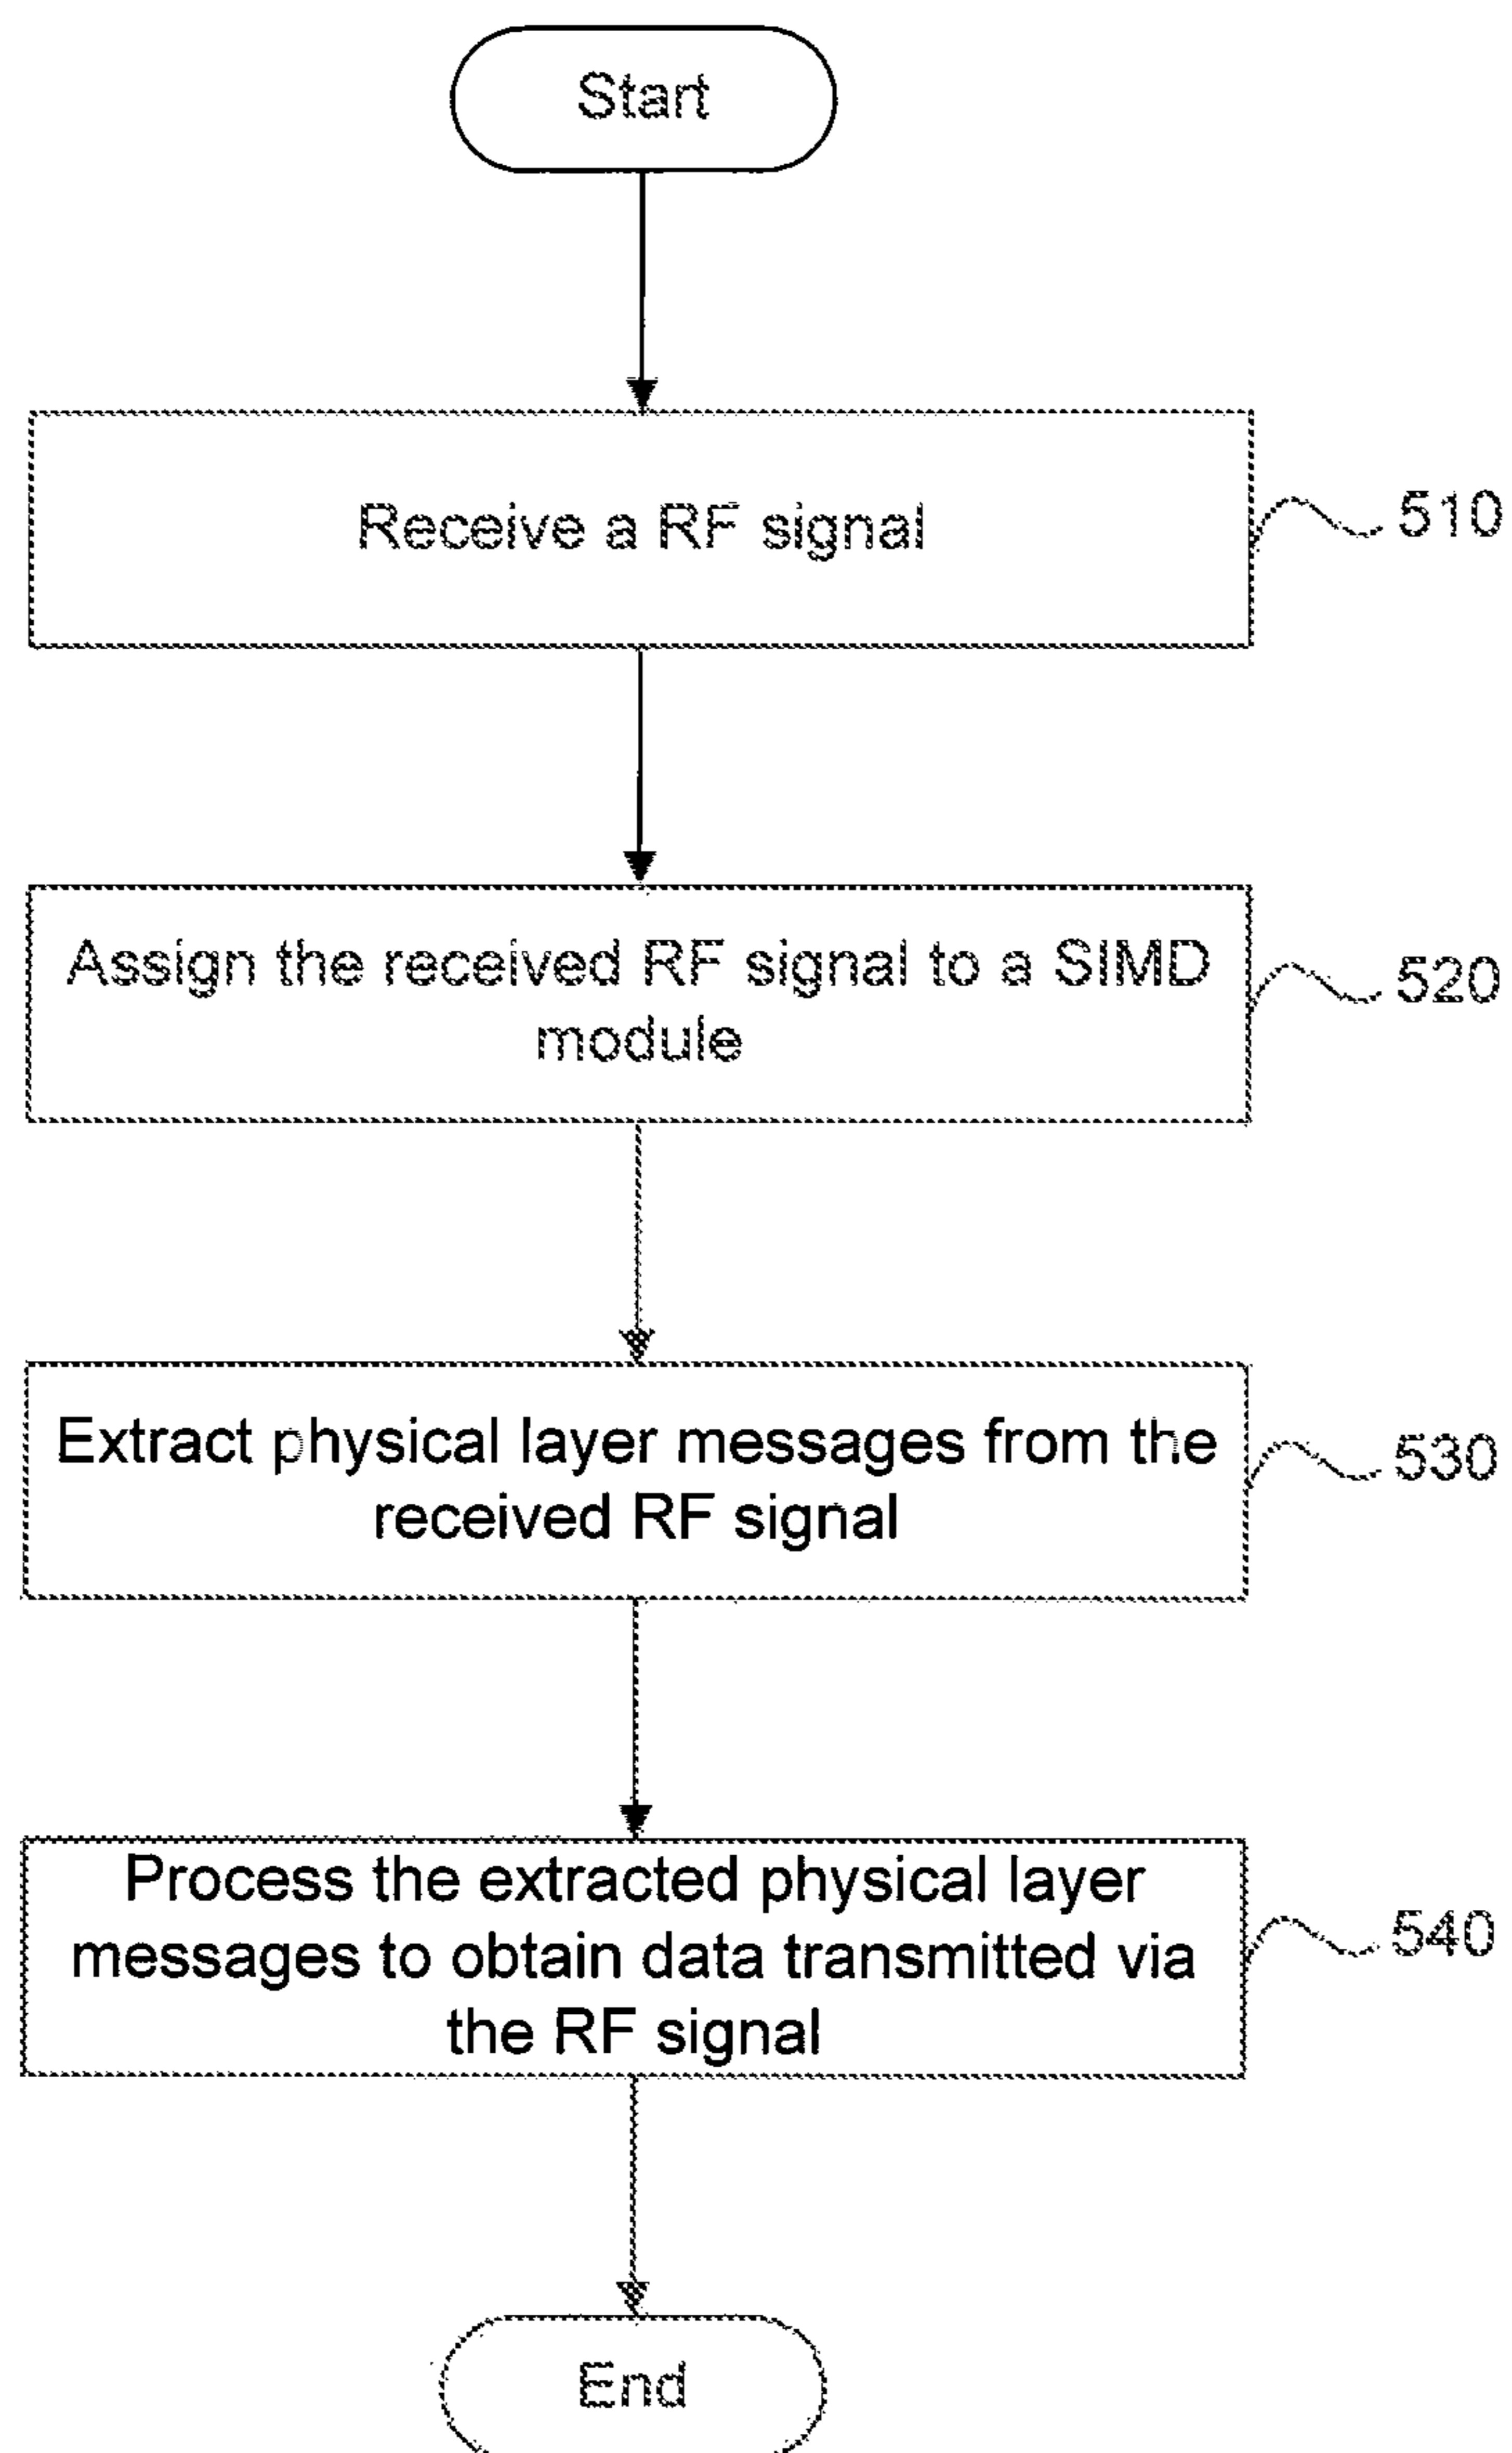 Start
Receive a RF signal
510
Assign the received RF signal to a SIMD
module
520
Extract physical layer messages from the
received RF signal
530
Process the extracted physical layer
messages to obtain data transmitted via
the RF signal
540
End